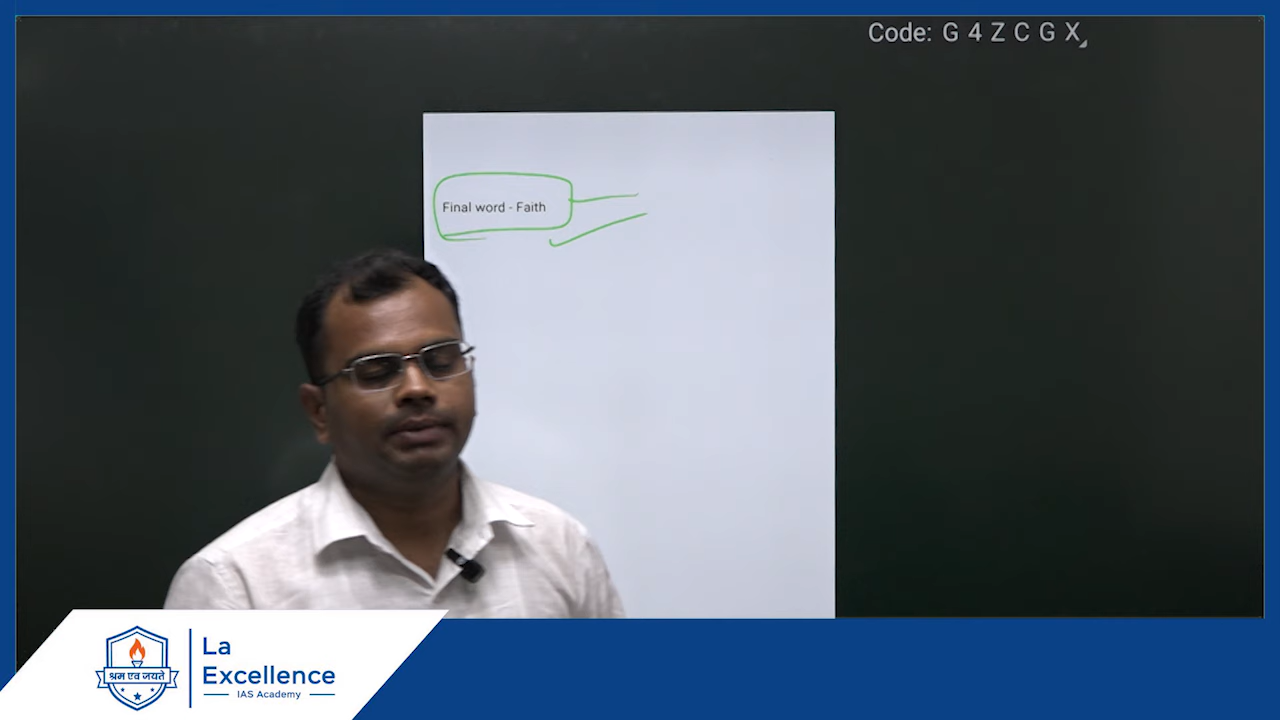 Code: G 4 Z C G X
Final word - Faith
श्रम एव जयते
La
Excellence
IAS Academy